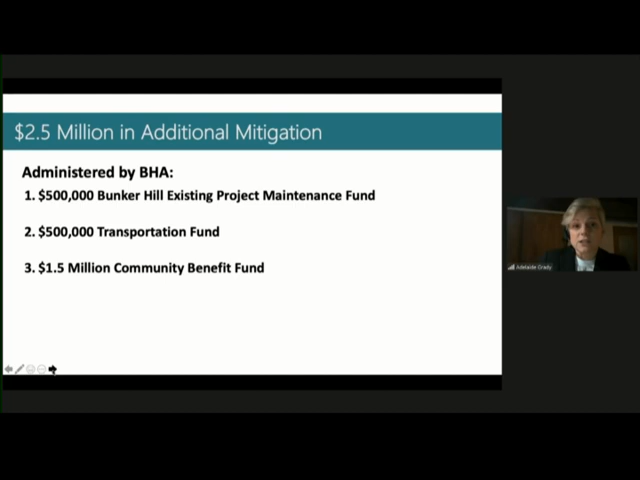 $2.5 Million in Additional Mitigation
Administered by BHA:
1. $500,000 Bunker Hill Existing Project Maintenance Fund
2. $500,000 Transportation Fund
3. $1.5 Million Community Benefit Fund
Adelaide Grady